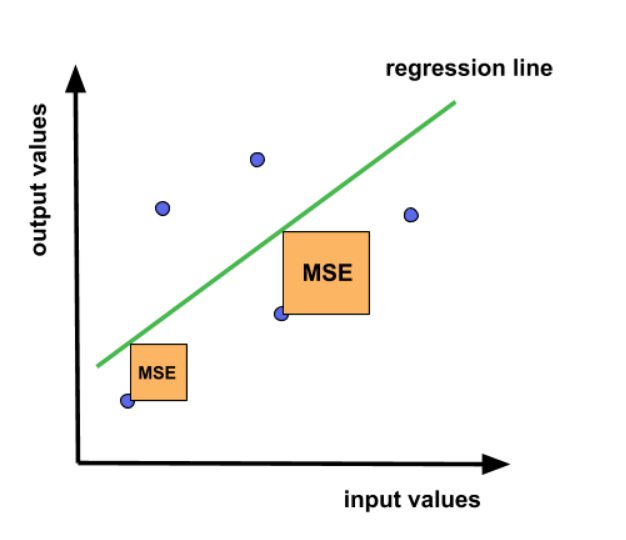 regression line
output values
MSE
MSE
input values